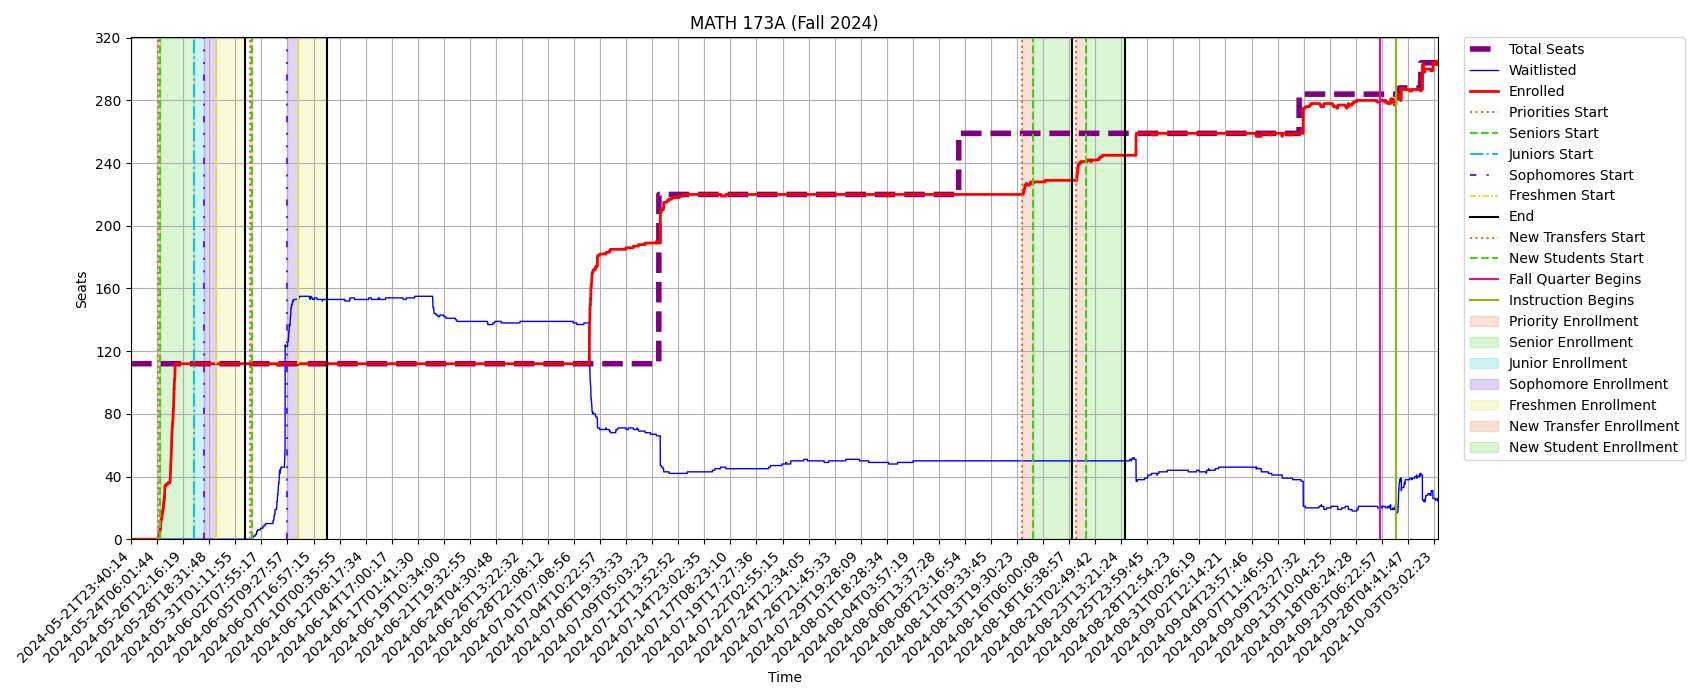 MATH 173A (Fall 2024)
320
280
240
200
160
120
80
40
0
Seats
2024-05-21T23:40:14
2024-05-24T06:01:44
2024-05-26T12:16:19
2024-05-28T18:31:48
2024-05-31T01:11:55
2024-06-02T07:55:17
2024-06-05T09:27:57
2024-06-07T16:57:15
2024-06-10T00:35:55
2024-06-12T08:17:34
2024-06-14T17:00:17
2024-06-17T01:41:30
2024-06-19T10:34:00
2024-06-21T19:32:55
2024-06-24T04:30:48
2024-06-26T13:22:32
2024-06-28T22:08:12
2024-07-01T07:08:56
2024-07-04T10:22:57
2024-07-06T19:33:33
2024-07-09T05:03:23
2024-07-12T13:52:52
2024-07-14T23:02:35
2024-07-17T08:23:10
2024-07-19T17:27:36
2024-07-22T02:55:15
2024-07-24T12:34:05
2024-07-26T21:45:33
2024-07-29T19:28:09
2024-08-01T18:28:34
2024-08-04T03:57:19
2024-08-06T13:37:28
2024-08-08T23:16:54
2024-08-11T09:33:45
2024-08-13T19:30:23
2024-08-16T06:00:08
2024-08-18T16:38:57
2024-08-21T02:49:42
2024-08-23T13:21:24
2024-08-25T23:59:45
2024-08-28T12:54:23
2024-08-31T00:26:19
2024-09-02T12:14:21
2024-09-04T23:57:46
2024-09-07T11:46:50
2024-09-09T23:27:32
2024-09-13T10:04:25
2024-09-18T08:24:28
2024-09-23T06:22:57
2024-09-28T04:41:47
2024-10-03T03:02:23
Time
Total Seats
Waitlisted
Enrolled
Priorities Start
Seniors Start
Juniors Start
Sophomores Start
Freshmen Start
End
New Transfers Start
New Students Start
Fall Quarter Begins
Instruction Begins
Priority Enrollment
Senior Enrollment
Junior Enrollment
Sophomore Enrollment
Freshmen Enrollment
New Transfer Enrollment
New Student Enrollment